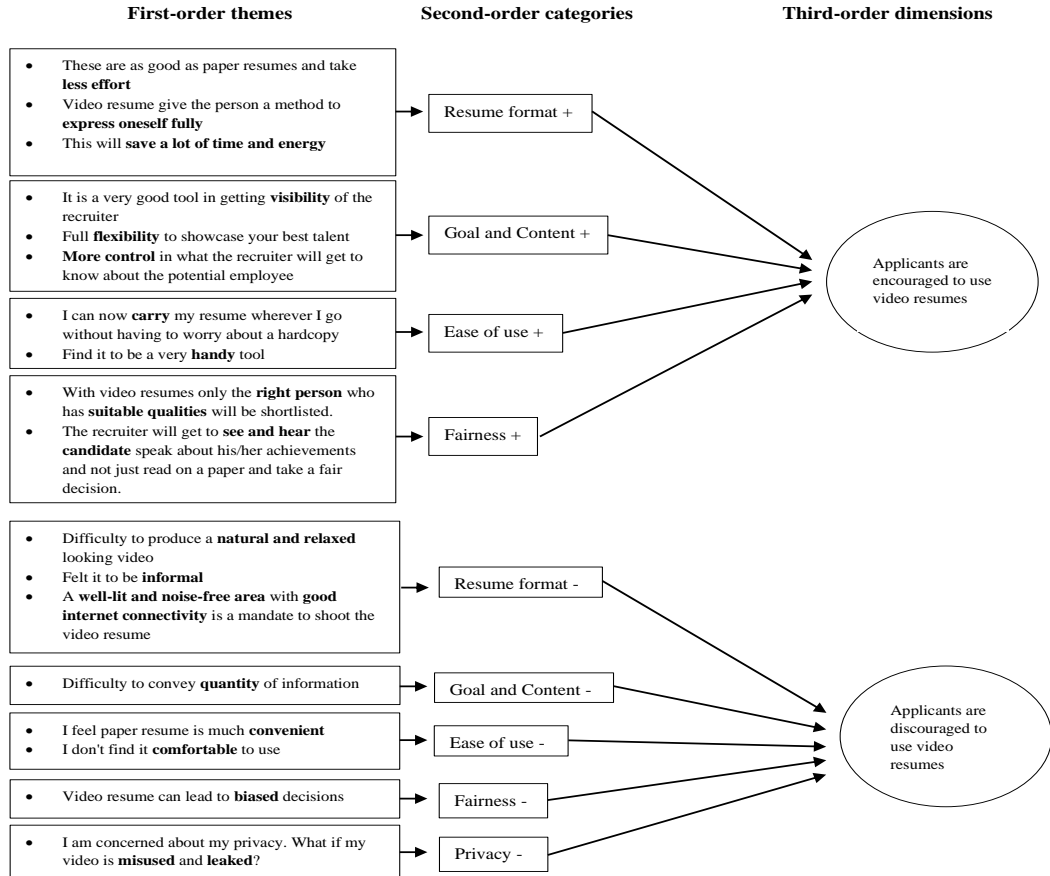 First-order themes
Second-order categories
Third-order dimensions
• These are as good as paper resumes and take
less effort
• Video resume give the person a method to
express oneself fully
• This will save a lot of time and energy
Resume format +
• It is a very good tool in getting visibility of the
recruiter
• Full flexibility to showcase your best talent
• More control in what the recruiter will get to
know about the potential employee
Goal and Content +
• I can now carry my resume wherever I go
without having to worry about a hardcopy
• Find it to be a very handy tool
Ease of use +
• With video resumes only the right person who
has suitable qualities will be shortlisted.
• The recruiter will get to see and hear the
candidate speak about his/her achievements
and not just read on a paper and take a fair
decision.
Fairness +
Applicants are
encouraged to use
video resumes
• Difficulty to produce a natural and relaxed
looking video
• Felt it to be informal
• A well-lit and noise-free area with good
internet connectivity is a mandate to shoot the
video resume
Resume format -
• Difficulty to convey quantity of information
Goal and Content -
• I feel paper resume is much convenient
• I don't find it comfortable to use
Ease of use -
• Video resume can lead to biased decisions
Fairness -
• I am concerned about my privacy. What if my
video is misused and leaked?
Privacy -
Applicants are
discouraged to
use video
resumes